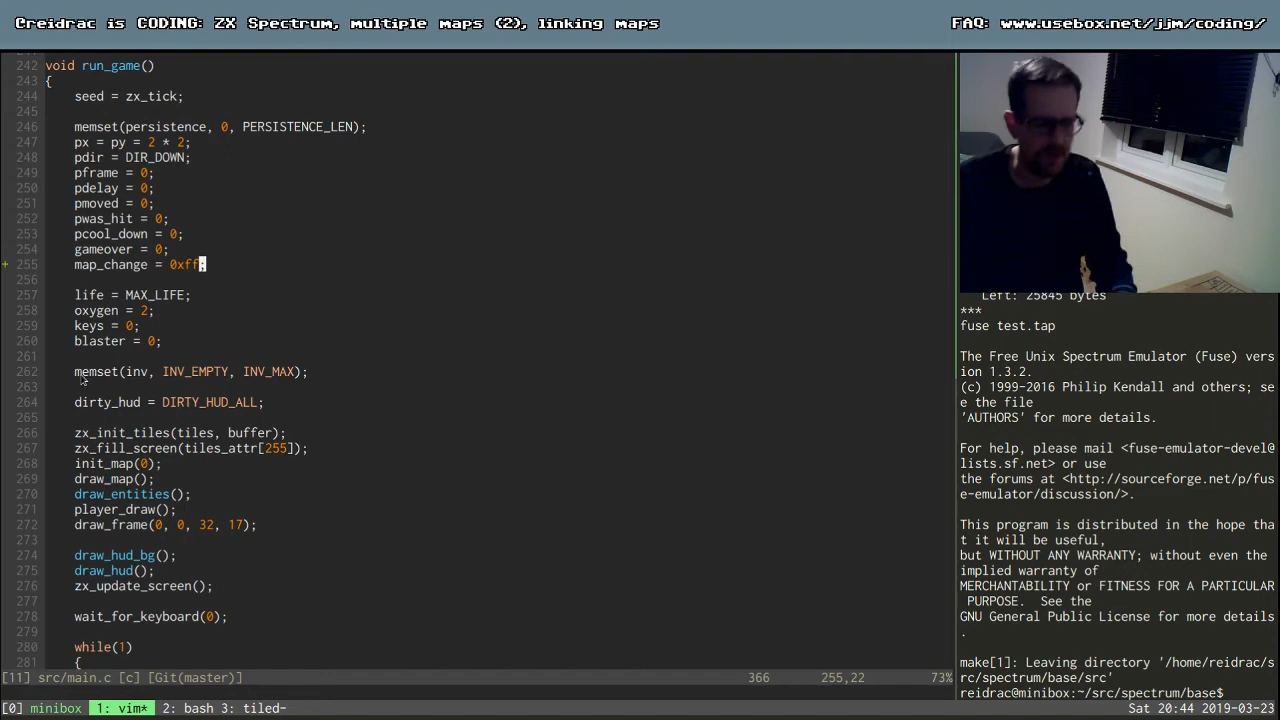 Creidrac is CODING: ZX Spectrum, multiple maps (2), linking maps
FAQ: www.usebox.net/jjm/coding/
242 void run_game()
243 {
244 seed = zx_tick;
245
246 memset(persistence, 0, PERSISTENCE_LEN);
247 px = py = 2 * 2;
248 pdir = DIR_DOWN;
249 pframe = 0;
250 pdelay = 0;
251 pmoved = 0;
252 pwas_hit = 0;
253 pcool_down = 0;
254 gameover = 0;
+ 255 map_change = 0xff;
256
257 life = MAX_LIFE;
258 oxygen = 2;
259 keys = 0;
260 blaster = 0;
261
262 memset(inv, INV_EMPTY, INV_MAX);
263
264 dirty_hud = DIRTY_HUD_ALL;
265
266 zx_init_tiles(tiles, buffer);
267 zx_fill_screen(tiles_attr[255]);
268 init_map(0);
269 draw_map();
270 draw_entities();
271 player_draw();
272 draw_frame(0, 0, 32, 17);
273
274 draw_hud_bg();
275 draw_hud();
276 zx_update_screen();
277
278 wait_for_keyboard(0);
279
280 while(1)
281 {
[11] src/main.c [c] [Git(master)] 366 255,22 73%
Left: 25845 bytes
***
fuse test.tap
The Free Unix Spectrum Emulator (Fuse) vers
ion 1.3.2.
(c) 1999-2016 Philip Kendall and others; se
e the file
'AUTHORS' for more details.
For help, please mail <fuse-emulator-devel@
lists.sf.net> or use
the forums at <http://sourceforge.net/p/fus
e-emulator/discussion/>.
This program is distributed in the hope tha
t it will be useful,
but WITHOUT ANY WARRANTY; without even the
implied warranty of
MERCHANTABILITY or FITNESS FOR A PARTICULAR
PURPOSE. See the
GNU General Public License for more details
.
make[1]: Leaving directory '/home/reidrac/s
rc/spectrum/base/src'
reidrac@minibox:~/src/spectrum/base$
[0] minibox 1: vim* 2: bash 3: tiled- Sat 20:44 2019-03-23